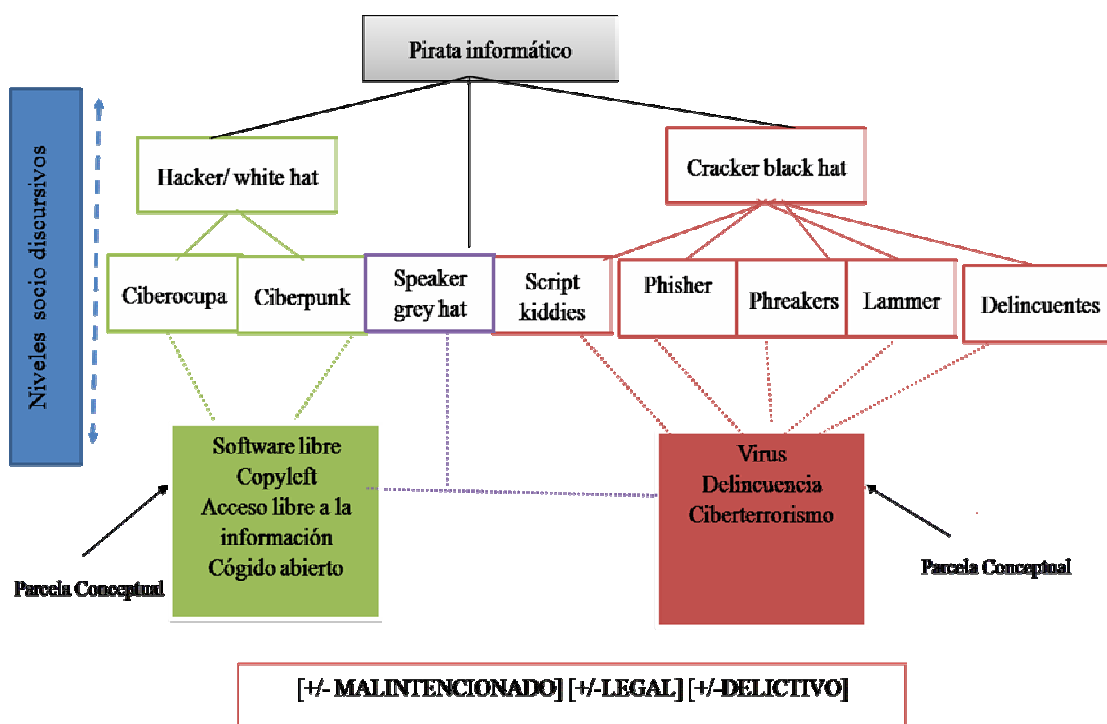 Pirata informático
Niveles socio discursivos
Hacker/ white hat
Cracker black hat
Ciberocupa
Ciberpunk
Speaker
grey hat
Script
kiddies
Phisher
Phreakers
Lammer
Delincuentes
Software libre
Copyleft
Acceso libre a la
información
Cógido abierto
Virus
Delincuencia
Ciberterrorismo
Parcela Conceptual
Parcela Conceptual
[+/- MALINTENCIONADO] [+/-LEGAL] [+/-DELICTIVO]